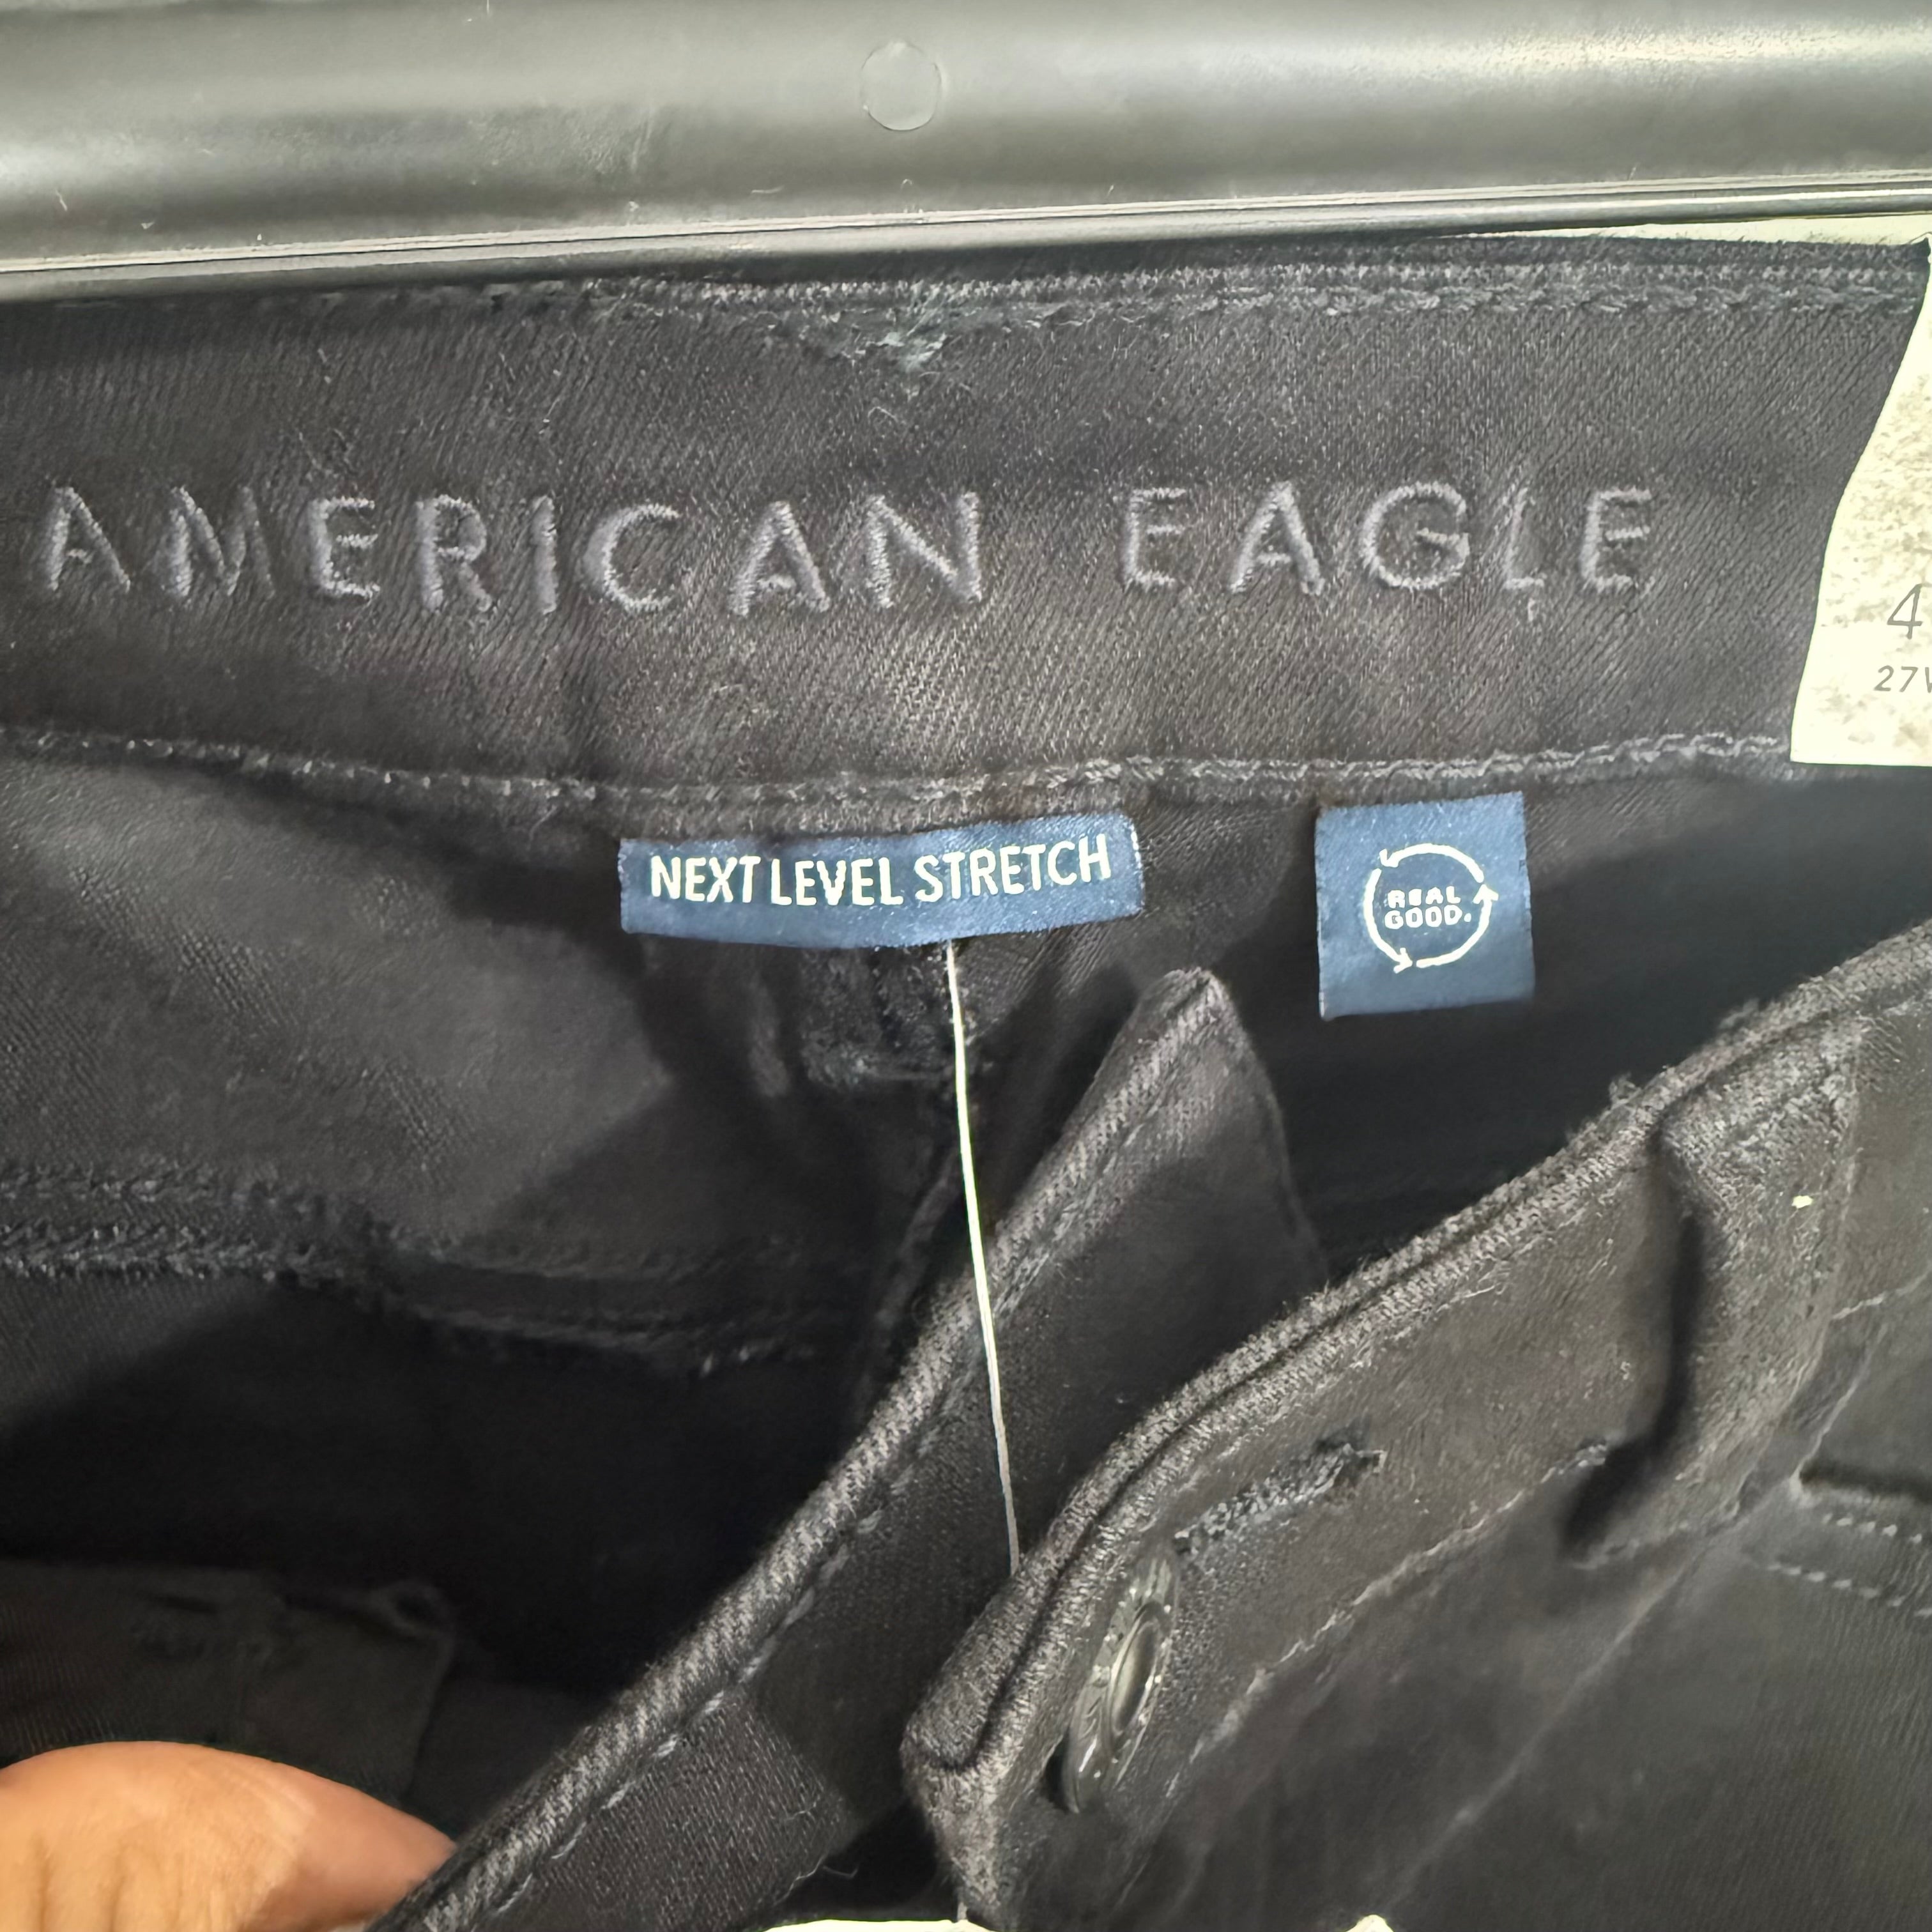 AMERICAN EAGLE
4
27W
NEXT LEVEL STRETCH
REAL
GOOD.